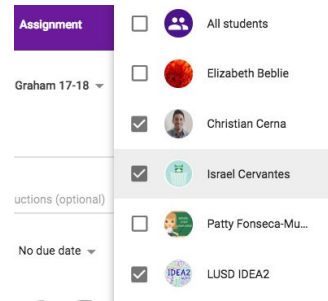 Assignment
Graham 17-18
uctions (optional)
No due date
All students
Elizabeth Beblie
Christian Cerna
Israel Cervantes
Patty Fonseca-Mu...
IDEA2
LUSD IDEA2